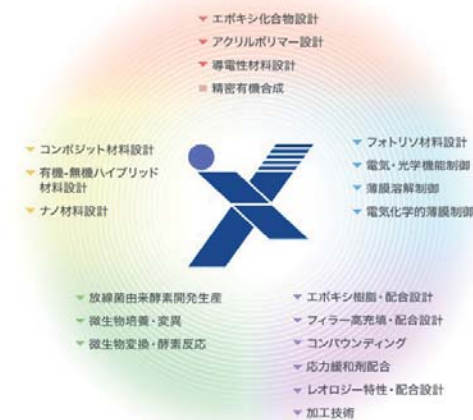 エポキシ化合物設計
アクリルポリマー設計
導電性材料設計
精密有機合成
コンポジット材料設計
有機-無機ハイブリッド
材料設計
ナノ材料設計
フォトリソ材料設計
電気・光学機能制御
薄膜溶解制御
電気化学的薄膜制御
放線菌由来酵素開発生産
微生物培養・変異
微生物変換・酵素反応
エポキシ樹脂・配合設計
フィラー高充填・配合設計
コンパウンディング
応力緩和剤配合
レオロジー特性・配合設計
加工技術